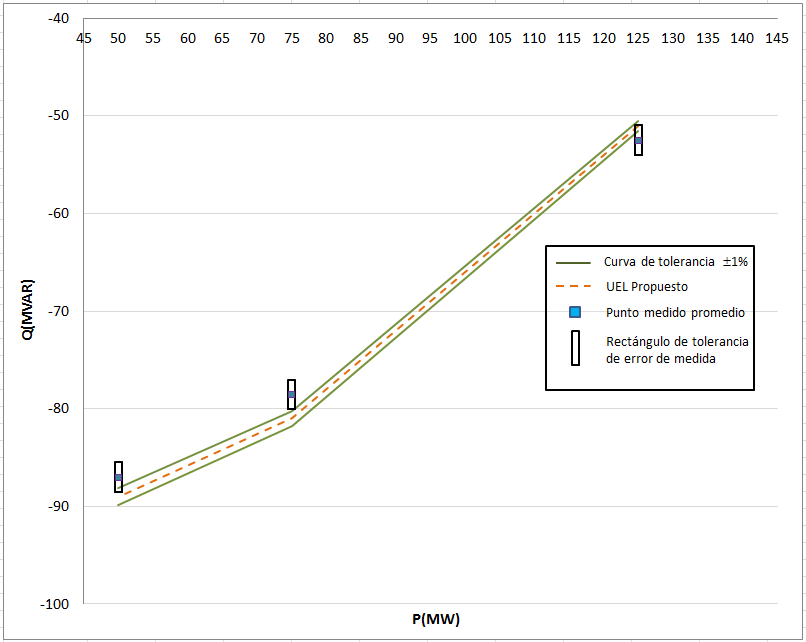 -40
45 50 55 60 65 70 75 80 85 90 95 100 105 110 115 120 125 130 135 140 145
-50
-60
-70
-80
-90
-100
Q(MVAR)
P(MW)
Curva de tolerancia ±1%
UEL Propuesto
Punto medido promedio
Rectángulo de tolerancia
de error de medida